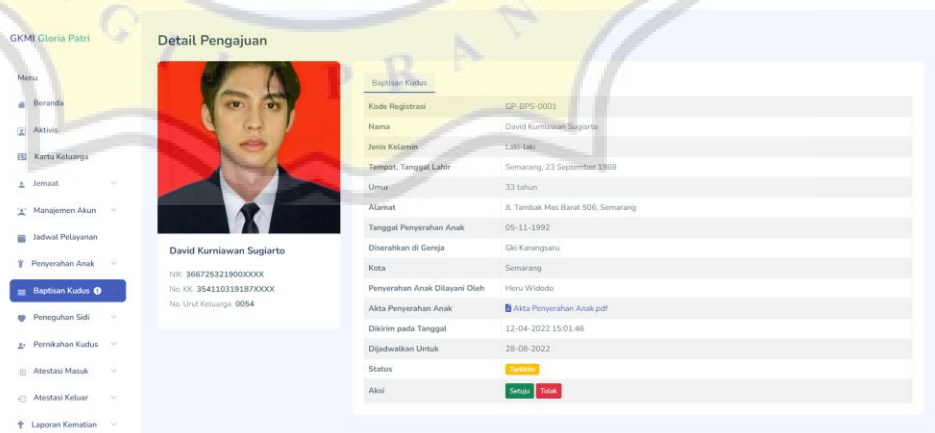 GKMI Gloria Patri
Menu
Beranda
Aktivis
Kartu Keluarga
Jemaat
Manajemen Akun
Jadwal Pelayanan
Penyerahan Anak
Baptisan Kudus
Peneguhan Sidi
Pernikahan Kudus
Atestasi Masuk
Atestasi Keluar
Laporan Kematian
Detail Pengajuan
David Kurniawan Sugiarto
NIK: 366725321900XXXX
No. KK: 354110319187XXXX
No. Urut Keluarga: 0054
Baptisan Kudus
Kode Registrasi GP-BPS-0001
Nama David Kurniawan Sugiarto
Jenis Kelamin Laki-laki
Tempat, Tanggal Lahir Semarang, 23 September 1988
Umur 33 tahun
Alamat Jl. Tambak Mas Barat 506, Semarang
Tanggal Penyerahan Anak 05-11-1992
Diserahkan di Gereja Gki Karangsaru
Kota Semarang
Penyerahan Anak Dilayani Oleh Heru Widodo
Akta Penyerahan Anak Akta Penyerahan Anak.pdf
Dikirim pada Tanggal 12-04-2022 15:01:46
Dijadwalkan Untuk 28-08-2022
Status Terkirim
Aksi Setuju Tolak